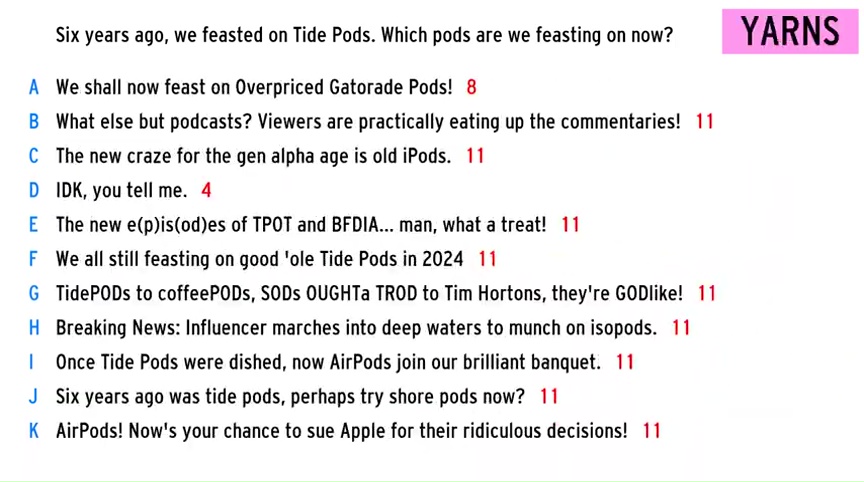 Six years ago, we feasted on Tide Pods. Which pods are we feasting on now?
YARNS
A We shall now feast on Overpriced Gatorade Pods! 8
B What else but podcasts? Viewers are practically eating up the commentaries! 11
C The new craze for the gen alpha age is old iPods. 11
D IDK, you tell me. 4
E The new e(p)is(od)es of TPOT and BFDIA... man, what a treat! 11
F We all still feasting on good 'ole Tide Pods in 2024 11
G TidePODs to coffeePODs, SODs OUGHTa TROD to Tim Hortons, they're GODlike! 11
H Breaking News: Influencer marches into deep waters to munch on isopods. 11
I Once Tide Pods were dished, now AirPods join our brilliant banquet. 11
J Six years ago was tide pods, perhaps try shore pods now? 11
K AirPods! Now's your chance to sue Apple for their ridiculous decisions! 11